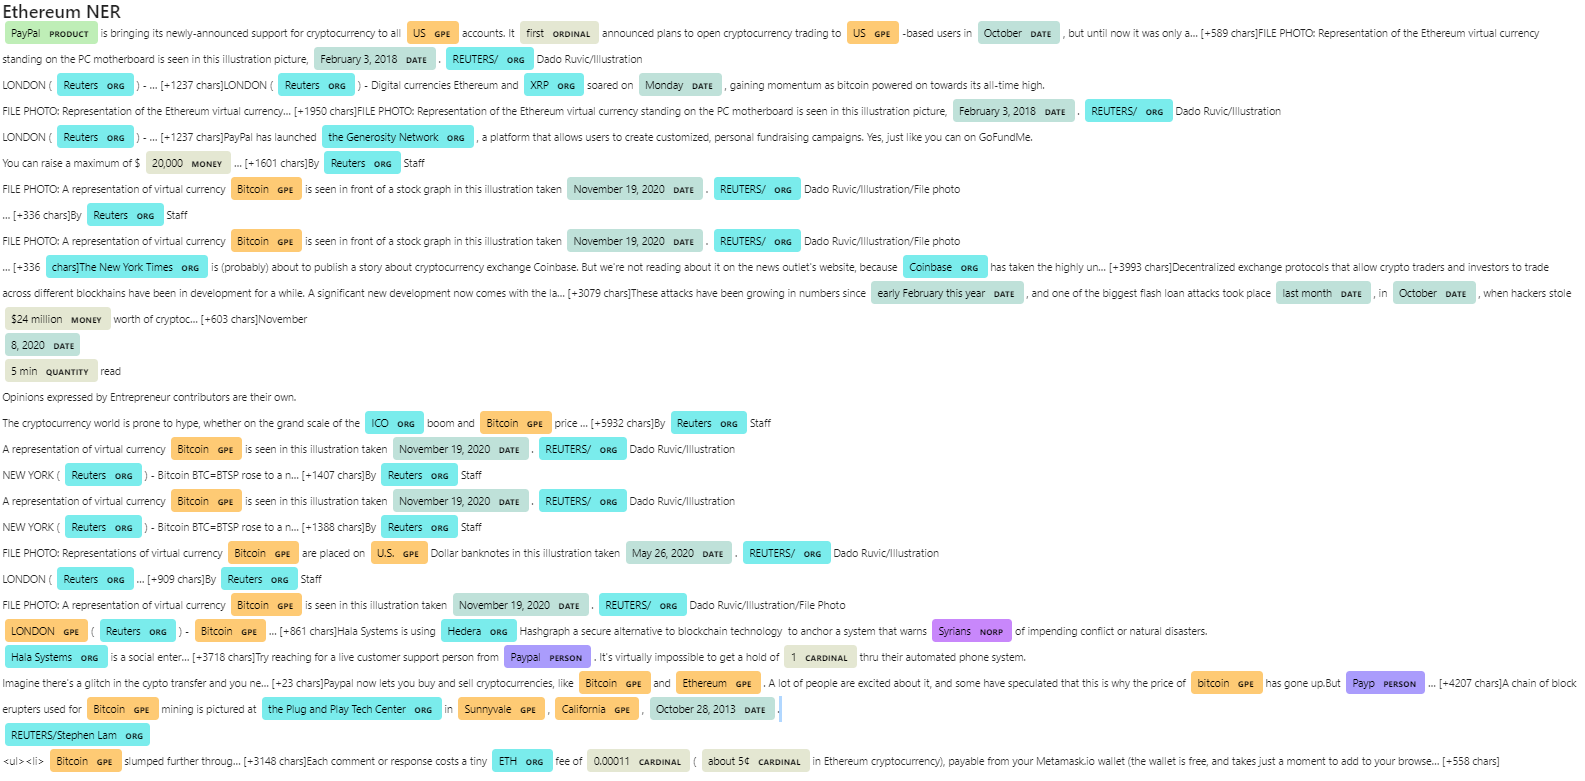 Ethereum NER
PayPal PRODUCT is bringing its newly-announced support for cryptocurrency to all US GPE accounts. It first ORDINAL announced plans to open cryptocurrency trading to US GPE -based users in October DATE , but until now it was only a... [+589 chars]FILE PHOTO: Representation of the Ethereum virtual currency
standing on the PC motherboard is seen in this illustration picture, February 3, 2018 DATE . REUTERS/ ORG Dado Ruvic/Illustration
LONDON ( Reuters ORG ) - ... [+1237 chars]LONDON ( Reuters ORG ) - Digital currencies Ethereum and XRP ORG soared on Monday DATE , gaining momentum as bitcoin powered on towards its all-time high.
FILE PHOTO: Representation of the Ethereum virtual currency... [+1950 chars]FILE PHOTO: Representation of the Ethereum virtual currency standing on the PC motherboard is seen in this illustration picture, February 3, 2018 DATE . REUTERS/ ORG Dado Ruvic/Illustration
LONDON ( Reuters ORG ) - ... [+1237 chars]PayPal has launched the Generosity Network ORG , a platform that allows users to create customized, personal fundraising campaigns. Yes, just like you can on GoFundMe.
You can raise a maximum of $ 20,000 MONEY ... [+1601 chars]By Reuters ORG Staff
FILE PHOTO: A representation of virtual currency Bitcoin GPE is seen in front of a stock graph in this illustration taken November 19, 2020 DATE . REUTERS/ ORG Dado Ruvic/Illustration/File photo
... [+336 chars]By Reuters ORG Staff
FILE PHOTO: A representation of virtual currency Bitcoin GPE is seen in front of a stock graph in this illustration taken November 19, 2020 DATE . REUTERS/ ORG Dado Ruvic/Illustration/File photo
... [+336 chars]The New York Times ORG is (probably) about to publish a story about cryptocurrency exchange Coinbase. But we're not reading about it on the news outlet's website, because Coinbase ORG has taken the highly un... [+3993 chars]Decentralized exchange protocols that allow crypto traders and investors to trade
across different blockhains have been in development for a while. A significant new development now comes with the la... [+3079 chars]These attacks have been growing in numbers since early February this year DATE , and one of the biggest flash loan attacks took place last month DATE , in October DATE , when hackers stole
$24 million MONEY worth of cryptoc... [+603 chars]November
8, 2020 DATE
5 min QUANTITY read
Opinions expressed by Entrepreneur contributors are their own.
The cryptocurrency world is prone to hype, whether on the grand scale of the ICO ORG boom and Bitcoin GPE price ... [+5932 chars]By Reuters ORG Staff
A representation of virtual currency Bitcoin GPE is seen in this illustration taken November 19, 2020 DATE . REUTERS/ ORG Dado Ruvic/Illustration
NEW YORK ( Reuters ORG ) - Bitcoin BTC=BTSP rose to a n... [+1407 chars]By Reuters ORG Staff
A representation of virtual currency Bitcoin GPE is seen in this illustration taken November 19, 2020 DATE . REUTERS/ ORG Dado Ruvic/Illustration
NEW YORK ( Reuters ORG ) - Bitcoin BTC=BTSP rose to a n... [+1388 chars]By Reuters ORG Staff
FILE PHOTO: Representations of virtual currency Bitcoin GPE are placed on U.S. GPE Dollar banknotes in this illustration taken May 26, 2020 DATE . REUTERS/ ORG Dado Ruvic/Illustration
LONDON ( Reuters ORG ... [+909 chars]By Reuters ORG Staff
FILE PHOTO: A representation of virtual currency Bitcoin GPE is seen in this illustration taken November 19, 2020 DATE . REUTERS/ ORG Dado Ruvic/Illustration/File Photo
LONDON GPE ( Reuters ORG ) - Bitcoin GPE ... [+861 chars]Hala Systems is using Hedera ORG Hashgraph a secure alternative to blockchain technology to anchor a system that warns Syrians NORP of impending conflict or natural disasters.
Hala Systems ORG is a social enter... [+3718 chars]Try reaching for a live customer support person from Paypal PERSON . It's virtually impossible to get a hold of 1 CARDINAL thru their automated phone system.
Imagine there's a glitch in the cypto transfer and you ne... [+23 chars]Paypal now lets you buy and sell cryptocurrencies, like Bitcoin GPE and Ethereum GPE . A lot of people are excited about it, and some have speculated that this is why the price of bitcoin GPE has gone up.But Payp PERSON ... [+4207 chars]A chain of block
erupters used for Bitcoin GPE mining is pictured at the Plug and Play Tech Center ORG in Sunnyvale GPE , California GPE , October 28, 2013 DATE .
REUTERS/Stephen Lam ORG
<ul><li> Bitcoin GPE slumped further throug... [+3148 chars]Each comment or response costs a tiny ETH ORG fee of 0.00011 CARDINAL ( about 5¢ CARDINAL in Ethereum cryptocurrency), payable from your Metamask.io wallet (the wallet is free, and takes just a moment to add to your browse... [+558 chars]